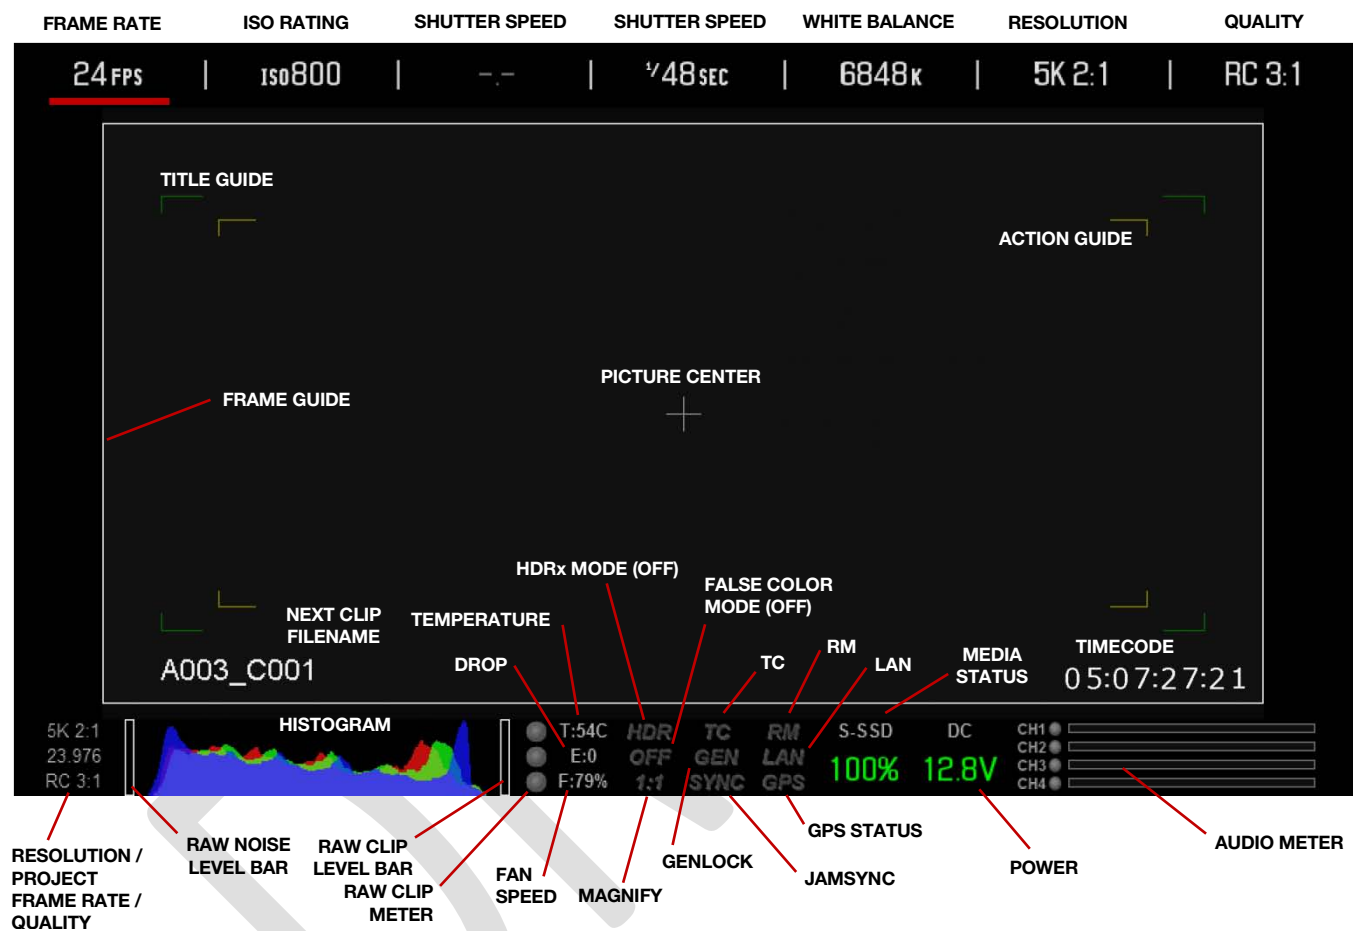 FRAME RATE
ISO RATING
SHUTTER SPEED
SHUTTER SPEED
WHITE BALANCE
RESOLUTION
QUALITY
24 FPS
ISO800
-.-
1/48 SEC
6848 K
5K 2:1
RC 3:1
TITLE GUIDE
ACTION GUIDE
PICTURE CENTER
FRAME GUIDE
HDRx MODE (OFF)
FALSE COLOR
MODE (OFF)
NEXT CLIP
FILENAME
TEMPERATURE
DROP
TC
RM
LAN
MEDIA
STATUS
TIMECODE
A003_C001
05:07:27:21
5K 2:1
23.976
RC 3:1
HISTOGRAM
T:54C
E:0
F:79%
HDR
OFF
1:1
TC
GEN
SYNC
RM
LAN
GPS
S-SSD
100%
DC
12.8V
CH1
CH2
CH3
CH4
RESOLUTION /
PROJECT
FRAME RATE /
QUALITY
RAW NOISE
LEVEL BAR
RAW CLIP
LEVEL BAR
RAW CLIP
METER
FAN
SPEED
MAGNIFY
GENLOCK
JAMSYNC
GPS STATUS
POWER
AUDIO METER